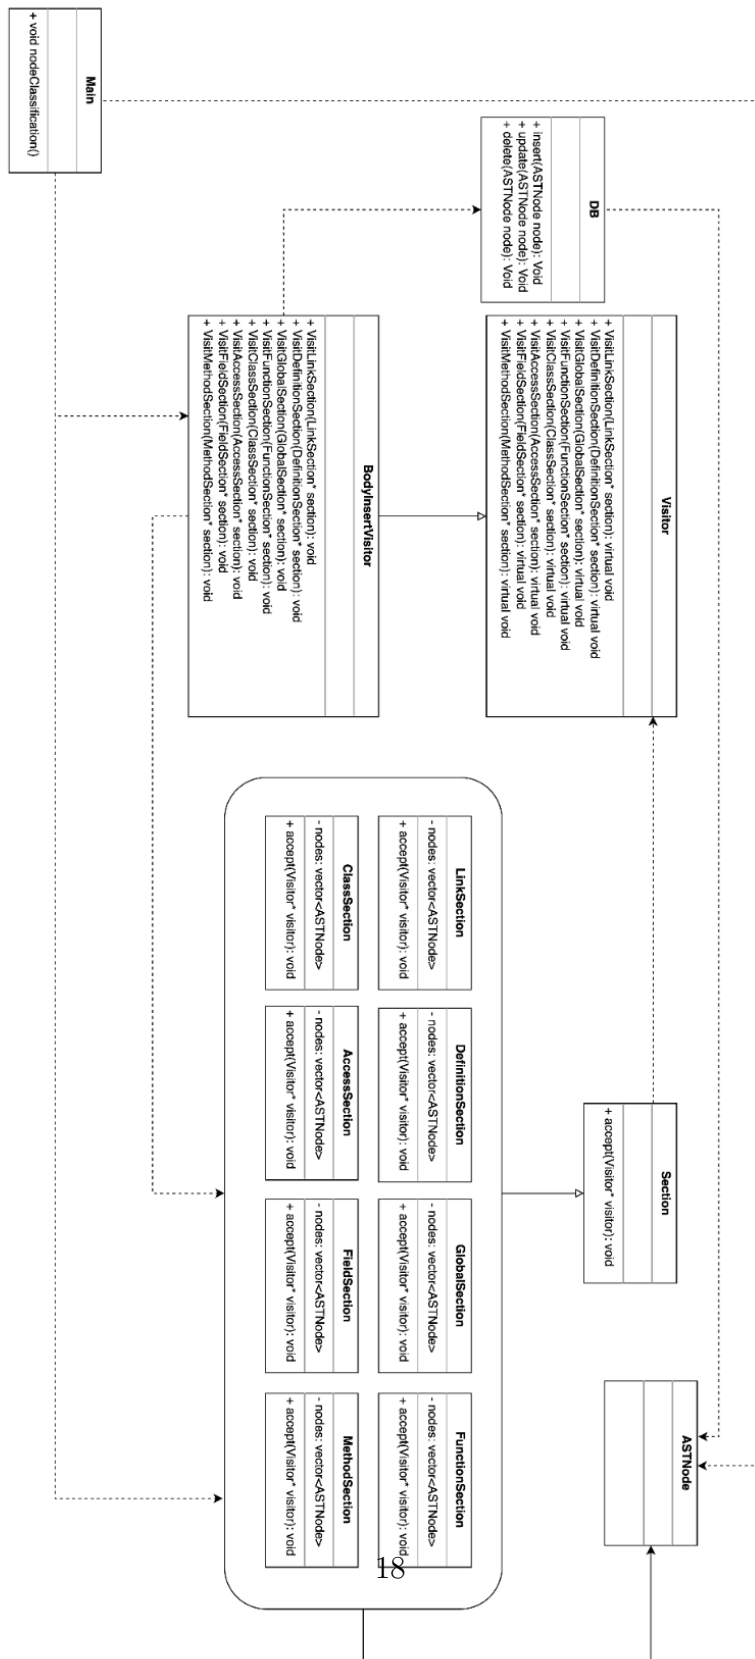 Main
+ void nodeClassification()
DB
+ insert(ASTNode node): Void
+ update(ASTNode node): Void
+ delete(ASTNode node): Void
Visitor
+ VisitLinkSection(LinkSection* section): virtual void
+ VisitDefinitionSection(DefinitionSection* section): virtual void
+ VisitGlobalSection(GlobalSection* section): virtual void
+ VisitFunctionSection(FunctionSection* section): virtual void
+ VisitClassSection(ClassSection* section): virtual void
+ VisitAccessSection(AccessSection* section): virtual void
+ VisitFieldSection(FieldSection* section): virtual void
+ VisitMethodSection(MethodSection* section): virtual void
BodyInsertVisitor
+ VisitLinkSection(LinkSection* section): void
+ VisitDefinitionSection(DefinitionSection* section): void
+ VisitGlobalSection(GlobalSection* section): void
+ VisitFunctionSection(FunctionSection* section): void
+ VisitClassSection(ClassSection* section): void
+ VisitAccessSection(AccessSection* section): void
+ VisitFieldSection(FieldSection* section): void
+ VisitMethodSection(MethodSection* section): void
Section
+ accept(Visitor* visitor): void
ASTNode
LinkSection
- nodes: vector<ASTNode>
+ accept(Visitor* visitor): void
DefinitionSection
- nodes: vector<ASTNode>
+ accept(Visitor* visitor): void
GlobalSection
- nodes: vector<ASTNode>
+ accept(Visitor* visitor): void
FunctionSection
- nodes: vector<ASTNode>
+ accept(Visitor* visitor): void
ClassSection
- nodes: vector<ASTNode>
+ accept(Visitor* visitor): void
AccessSection
- nodes: vector<ASTNode>
+ accept(Visitor* visitor): void
FieldSection
- nodes: vector<ASTNode>
+ accept(Visitor* visitor): void
MethodSection
- nodes: vector<ASTNode>
+ accept(Visitor* visitor): void
18